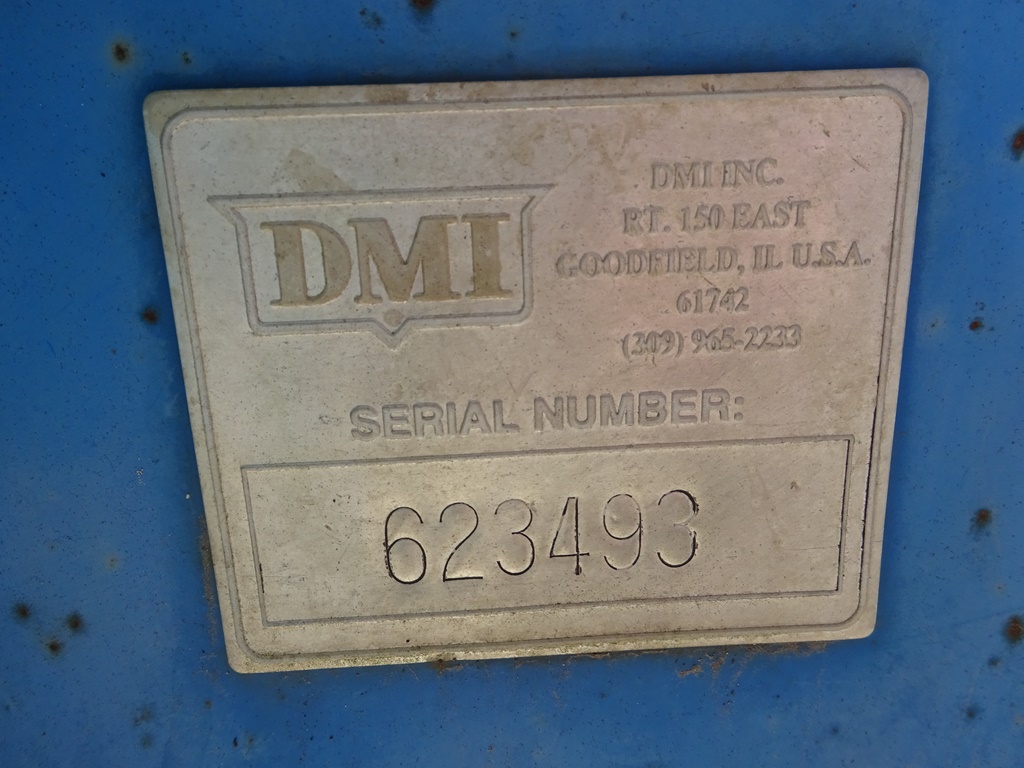 DMI
DMI INC.
RT. 150 EAST
GOODFIELD, IL U.S.A.
61742
(309) 965-2233
SERIAL NUMBER:
623493